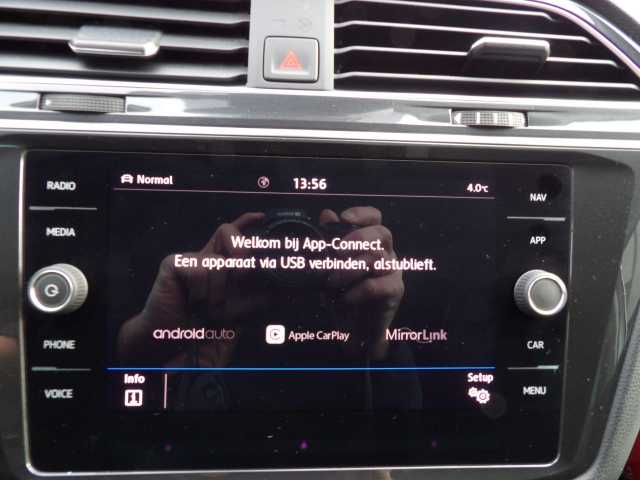 RADIO
MEDIA
PHONE
VOICE
Normal
13:56
4.0°C
Welkom bij App-Connect.
Een apparaat via USB verbinden, alstublieft.
androidauto
Apple CarPlay
MirrorLink
Info
Setup
NAV
APP
CAR
MENU